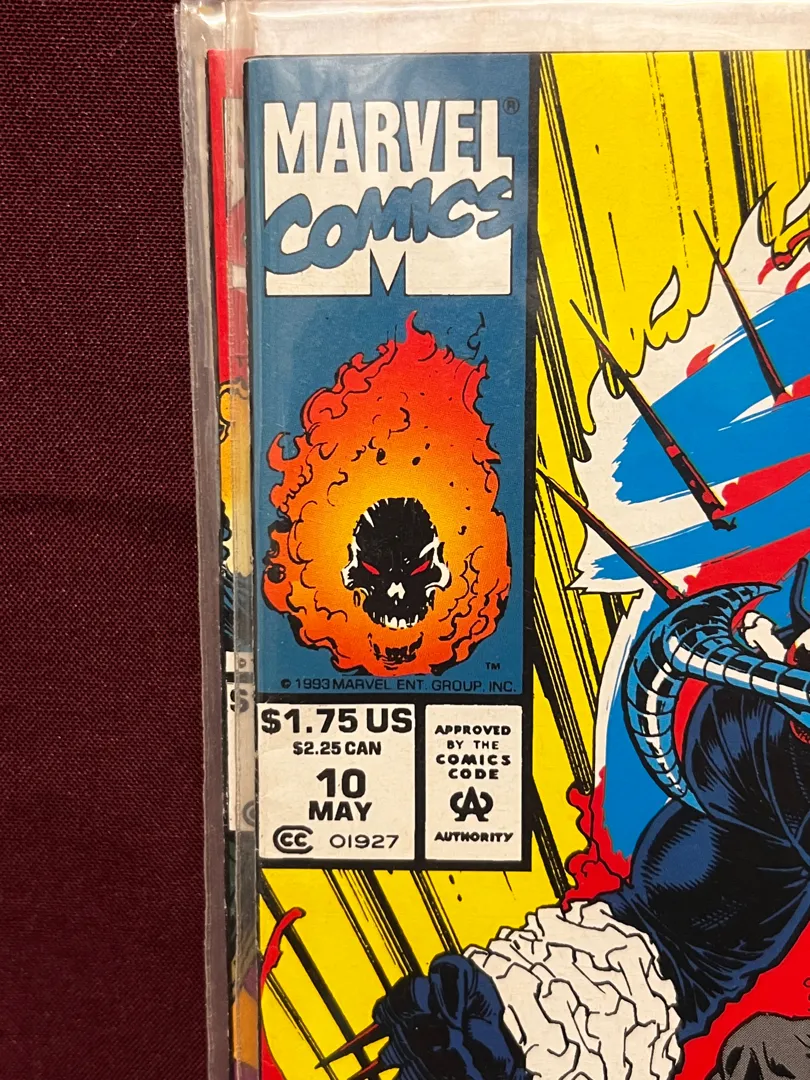 MARVEL®
COMICS
™
© 1993 MARVEL ENT. GROUP, INC.
$1.75 US
$2.25 CAN
10
MAY
CC 01927
APPROVED
BY THE
COMICS
CODE
CA
AUTHORITY